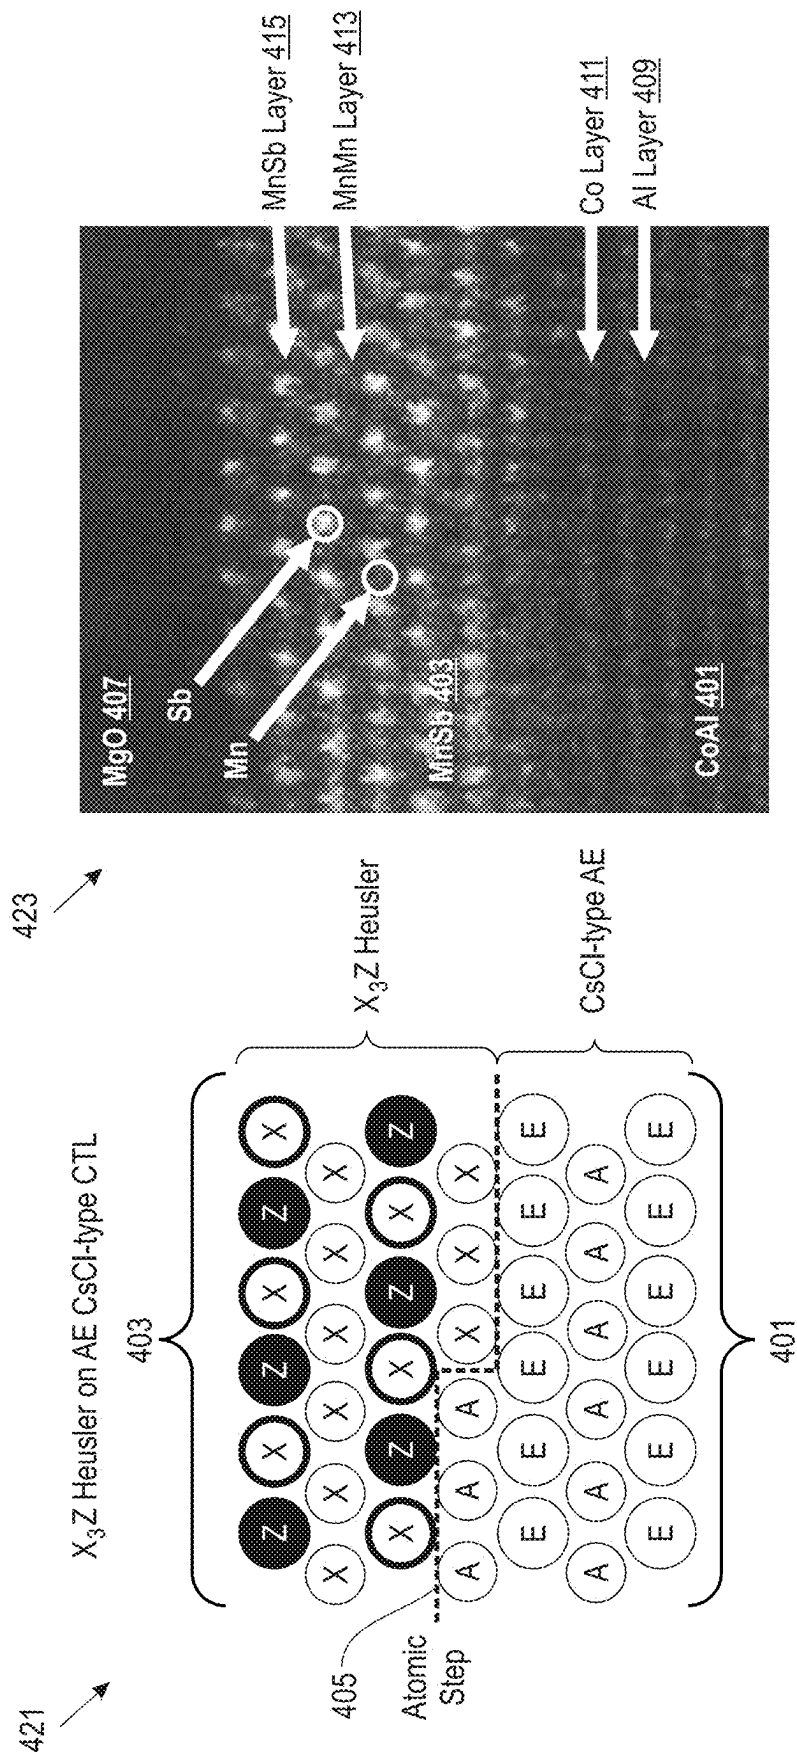 421
X₃Z Heusler on AE CsCl-type CTL
403
Z X Z X Z X
X X X X X X
X Z X Z X Z
A A A X X X
E E E E E E
A A A A A A
E E E E E E
405
Atomic
Step
401
X₃Z Heusler
CsCl-type AE
423
MgO 407
Sb
Mn
MnSb 403
CoAl 401
MnSb Layer 415
MnMn Layer 413
Co Layer 411
Al Layer 409